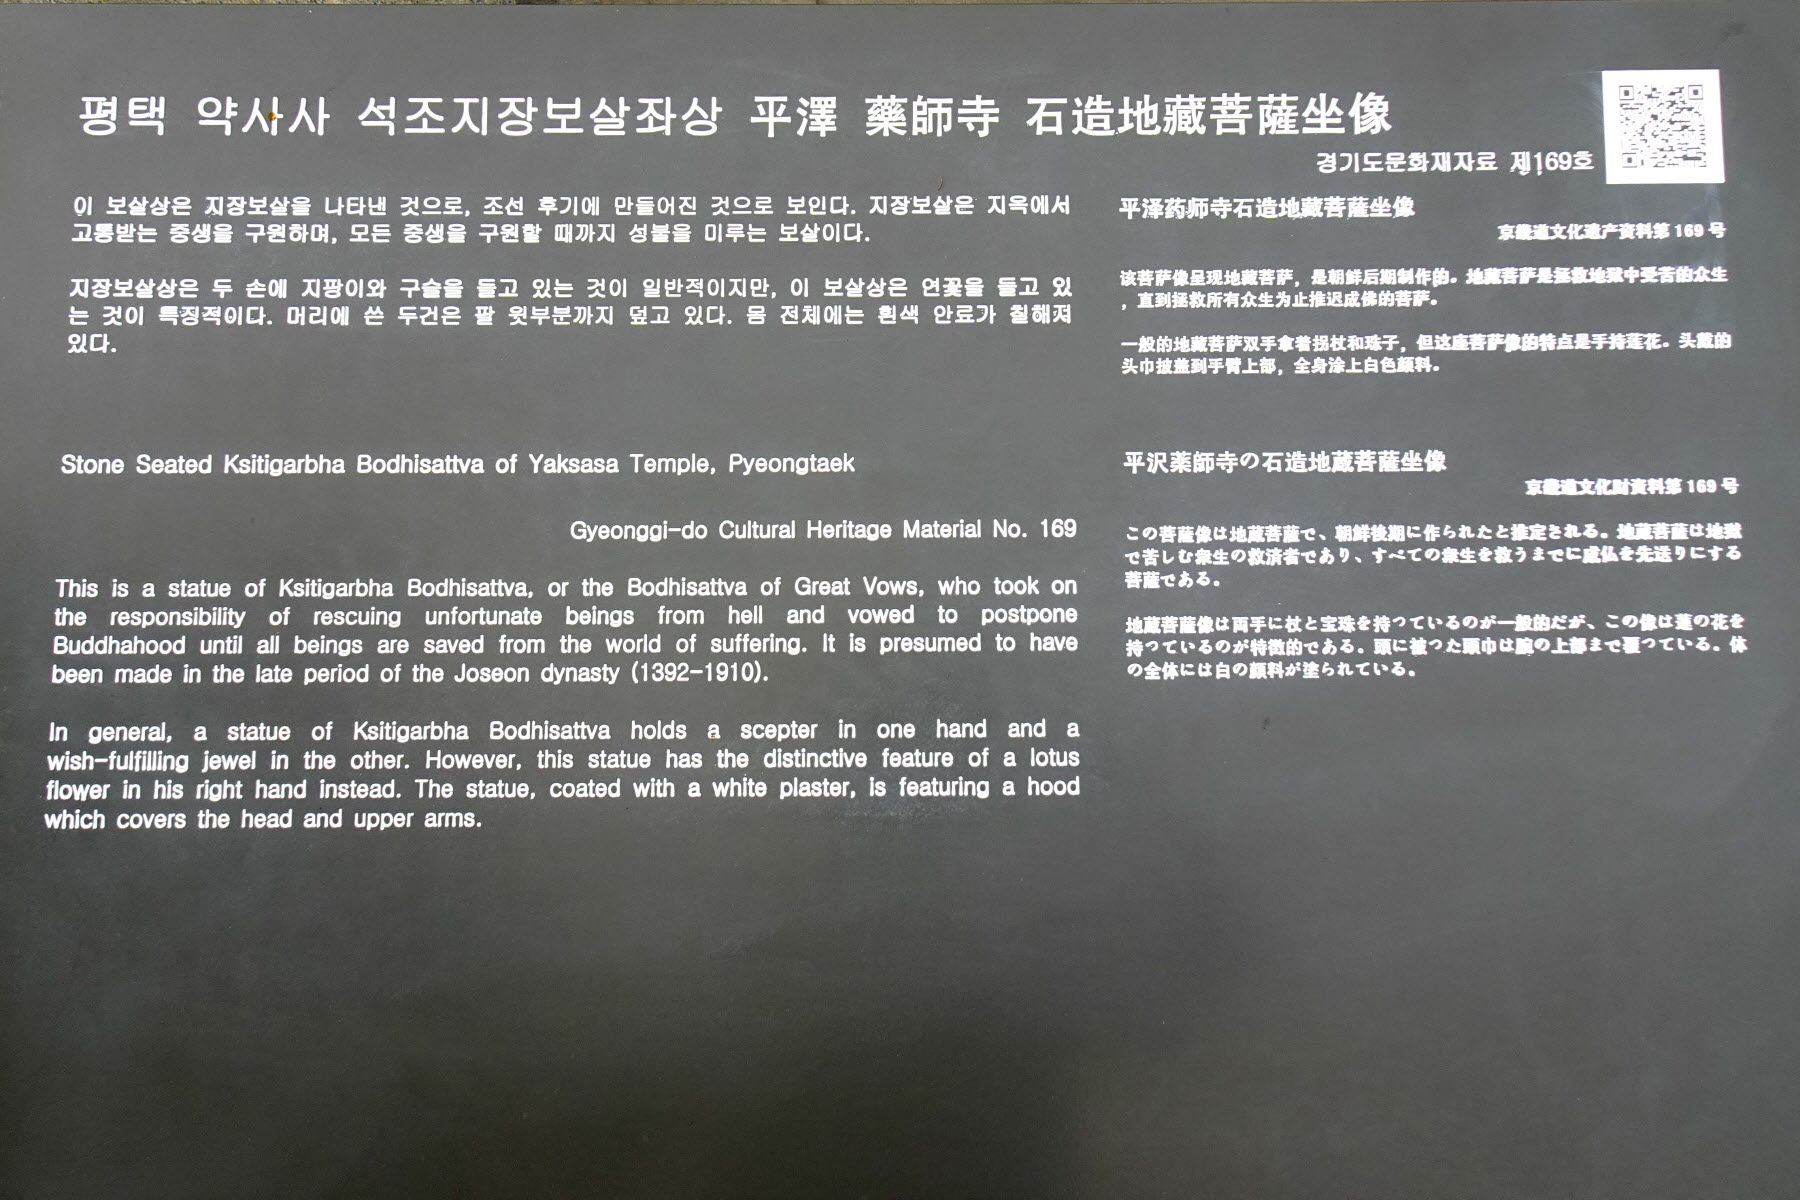 평택 약사사 석조지장보살좌상 平澤 藥師寺 石造地藏菩薩坐像
경기도문화재자료 제169호
이 보살상은 지장보살을 나타낸 것으로, 조선 후기에 만들어진 것으로 보인다. 지장보살은 지옥에서
고통받는 중생을 구원하며, 모든 중생을 구원할 때까지 성불을 미루는 보살이다.
지장보살상은 두 손에 지팡이와 구슬을 들고 있는 것이 일반적이지만, 이 보살상은 연꽃을 들고 있
는 것이 특징적이다. 머리에 쓴 두건은 팔 윗부분까지 덮고 있다. 몸 전체에는 흰색 안료가 칠해져
있다.
Stone Seated Ksitigarbha Bodhisattva of Yaksasa Temple, Pyeongtaek
Gyeonggi-do Cultural Heritage Material No. 169
This is a statue of Ksitigarbha Bodhisattva, or the Bodhisattva of Great Vows, who took on
the responsibility of rescuing unfortunate beings from hell and vowed to postpone
Buddhahood until all beings are saved from the world of suffering. It is presumed to have
been made in the late period of the Joseon dynasty (1392-1910).
In general, a statue of Ksitigarbha Bodhisattva holds a scepter in one hand and a
wish-fulfilling jewel in the other. However, this statue has the distinctive feature of a lotus
flower in his right hand instead. The statue, coated with a white plaster, is featuring a hood
which covers the head and upper arms.
平泽药师寺石造地藏菩薩坐像
京畿道文化遗产资料第 169 号
该菩萨像呈现地藏菩萨，是朝鲜后期制作的。地藏菩萨是拯救地狱中受苦的众生
，直到拯救所有众生为止推迟成佛的菩萨。
一般的地藏菩萨双手拿着拐杖和珠子，但这座菩萨像的特点是手持莲花。头戴的
头巾披盖到手臂上部，全身涂上白色颜料。
平沢薬師寺の石造地蔵菩薩坐像
京畿道文化財資料第 169 号
この菩薩像は地蔵菩薩で、朝鮮後期に作られたと推定される。地蔵菩薩は地獄
で苦しむ衆生の救済者であり、すべての衆生を救うまでに成仏を先送りにする
菩薩である。
地蔵菩薩像は両手に杖と宝珠を持っているのが一般的だが、この像は蓮の花を
持っているのが特徴的である。頭に被った頭巾は腕の上部まで覆っている。体
の全体には白の顔料が塗られている。